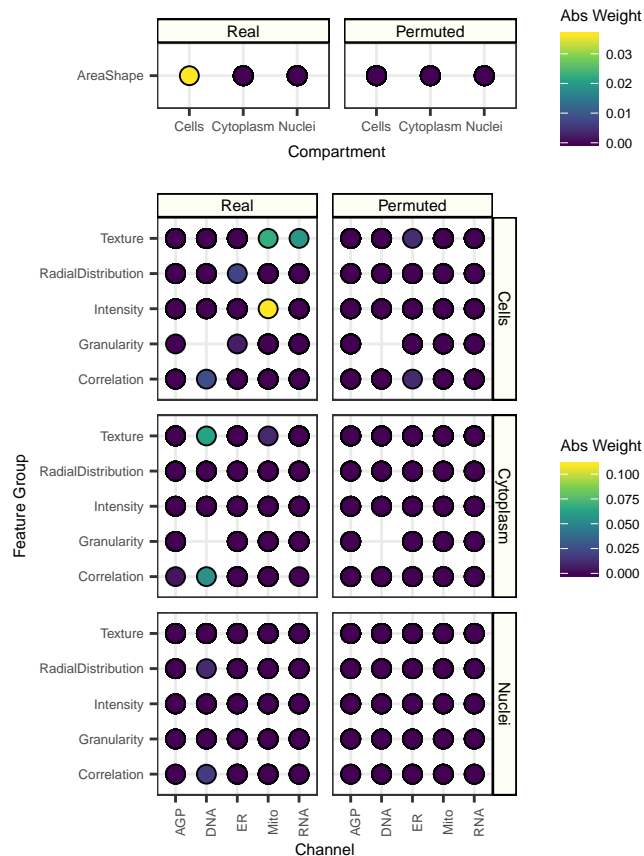 Real Permuted
AreaShape
Cells Cytoplasm Nuclei Cells Cytoplasm Nuclei
Compartment
Abs Weight
0.03
0.02
0.01
0.00
Real Permuted
Texture
RadialDistribution
Intensity
Granularity
Correlation
Cells
Texture
RadialDistribution
Intensity
Granularity
Correlation
Cytoplasm
Texture
RadialDistribution
Intensity
Granularity
Correlation
Nuclei
Feature Group
AGP DNA ER Mito RNA AGP DNA ER Mito RNA
Channel
Abs Weight
0.100
0.075
0.050
0.025
0.000